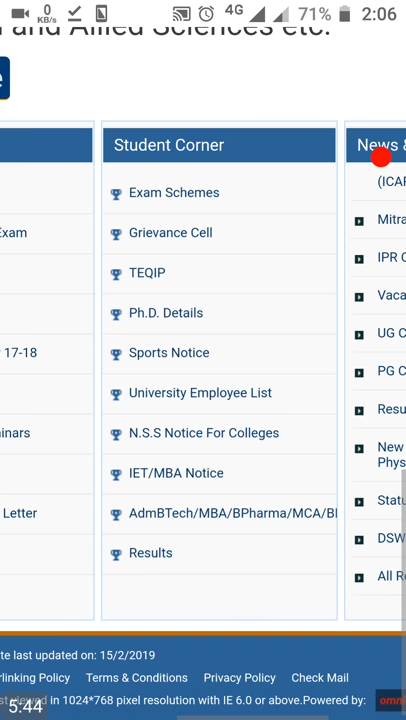 0
KB/s
4G
71%
2:06
and Allied Sciences etc.
e
Student Corner
Exam Schemes
Grievance Cell
TEQIP
Ph.D. Details
Sports Notice
University Employee List
N.S.S Notice For Colleges
IET/MBA Notice
AdmBTech/MBA/BPharma/MCA/B
Results
Exam
17-18
inars
Letter
News &
(ICA
Mitra
IPR
Vaca
UG
PG
Resu
New
Phys
Statu
DSW
All R
te last updated on: 15/2/2019
rlinking Policy Terms & Conditions Privacy Policy Check Mail
in 1024*768 pixel resolution with IE 6.0 or above.Powered by:
omn
5:44